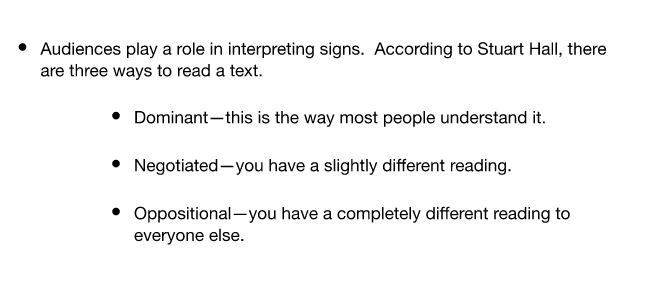 • Audiences play a role in interpreting signs.  According to Stuart Hall, there
are three ways to read a text.
• Dominant—this is the way most people understand it.
• Negotiated—you have a slightly different reading.
• Oppositional—you have a completely different reading to
everyone else.